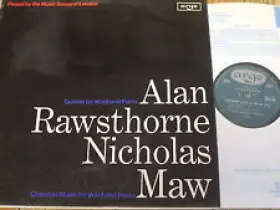 Played by the Music Group of London
argo
Quintet for Wind and Piano
Alan
Rawsthorne
Nicholas
Maw
Chamber Music for Wind and Piano
argo